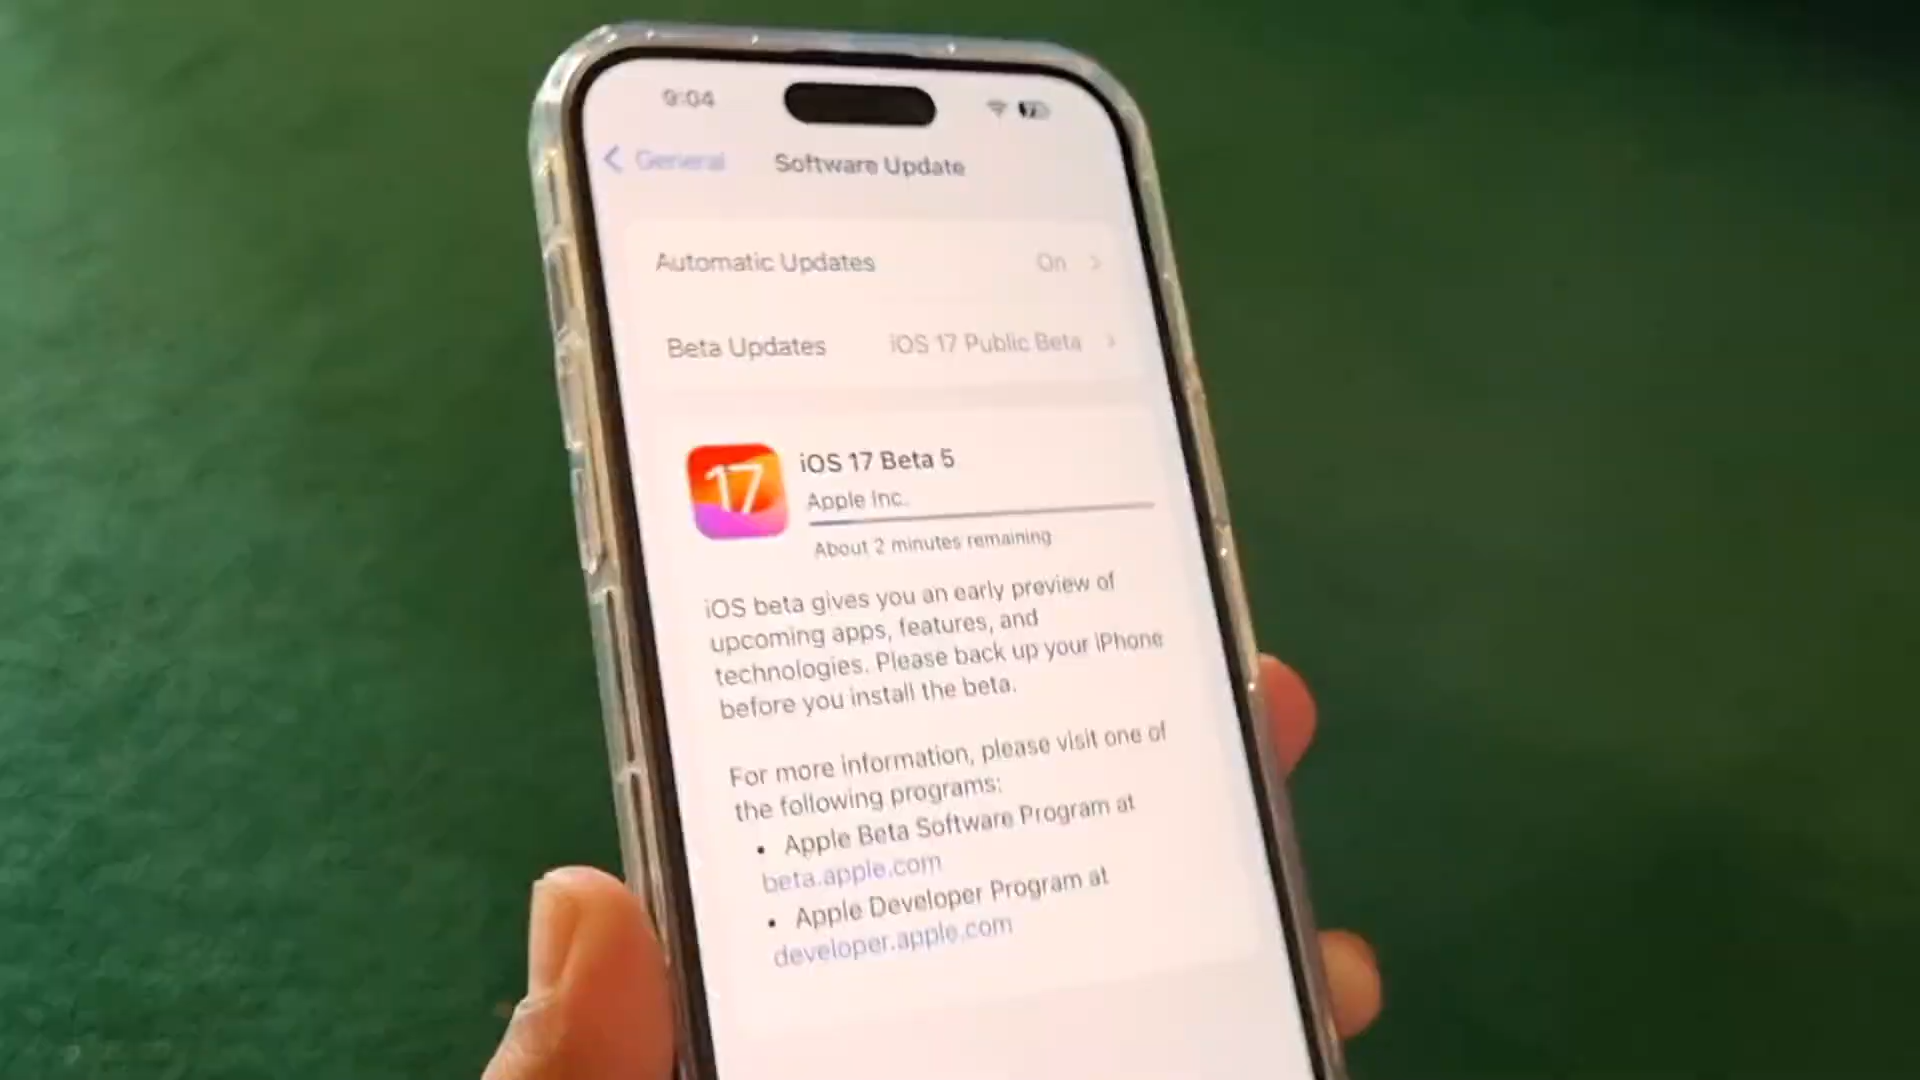 9:04
General
Software Update
Automatic Updates On
Beta Updates iOS 17 Public Beta
17
iOS 17 Beta 5
Apple Inc.
About 2 minutes remaining
iOS beta gives you an early preview of
upcoming apps, features, and
technologies. Please back up your iPhone
before you install the beta.
For more information, please visit one of
the following programs:
• Apple Beta Software Program at
beta.apple.com
• Apple Developer Program at
developer.apple.com